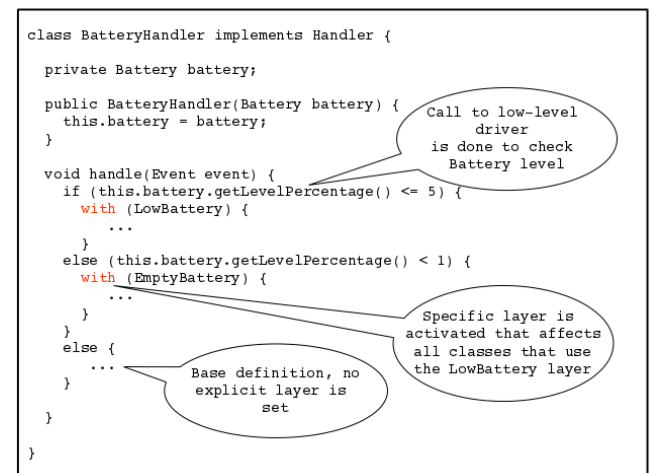 class BatteryHandler implements Handler {
private Battery battery;
public BatteryHandler(Battery battery) {
this.battery = battery;
}
Call to low-level
driver
is done to check
Battery level
void handle(Event event) {
if (this.battery.getLevelPercentage() <= 5) {
with (LowBattery) {
...
}
else (this.battery.getLevelPercentage() < 1) {
with (EmptyBattery) {
...
}
}
Specific layer is
activated that affects
all classes that use
the LowBattery layer
else {
...
}
Base definition, no
explicit layer is
set
}
}